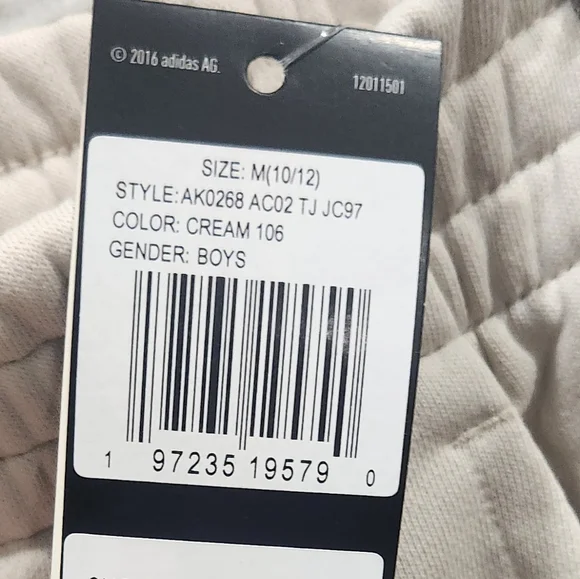 © 2016 adidas AG.
12011501
SIZE: M(10/12)
STYLE: AK0268 AC02 TJ JC97
COLOR: CREAM 106
GENDER: BOYS
1 97235 19579 0